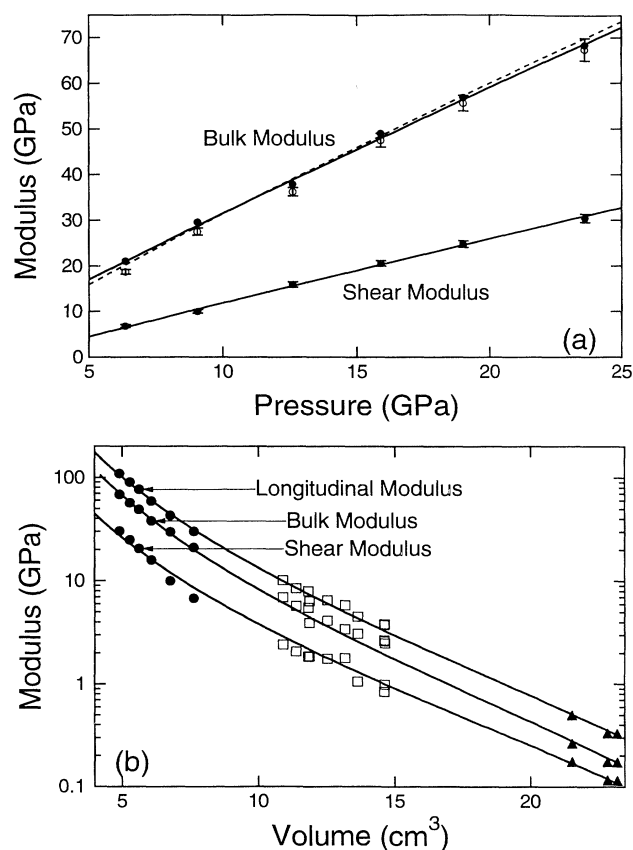 70
60
50
40
30
20
10
0
Modulus (GPa)
Bulk Modulus
Shear Modulus
(a)
5
10
15
20
25
Pressure (GPa)
100
10
1
0.1
Modulus (GPa)
Longitudinal Modulus
Bulk Modulus
Shear Modulus
(b)
5
10
15
20
Volume (cm³)